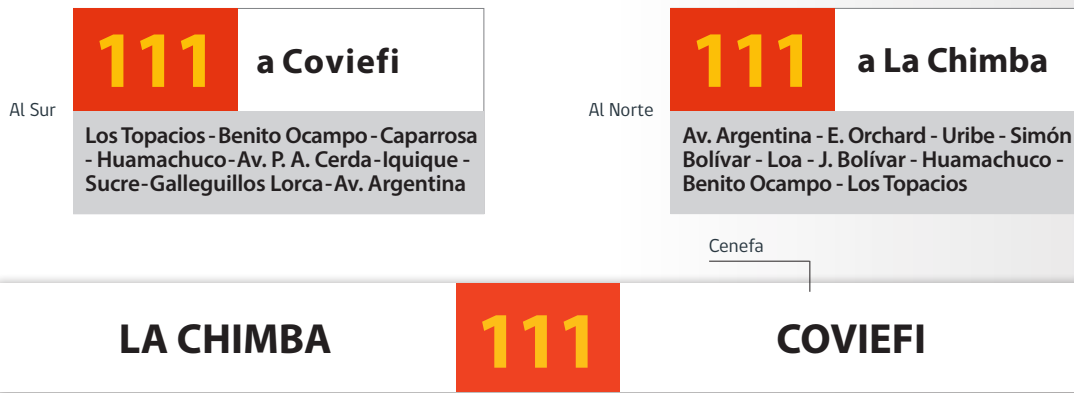 111 a Coviefi
Al Sur
Los Topacios - Benito Ocampo - Caparrosa
- Huamachuco - Av. P. A. Cerda - Iquique -
Sucre - Galleguillos Lorca - Av. Argentina
111 a La Chimba
Al Norte
Av. Argentina - E. Orchard - Uribe - Simón
Bolívar - Loa - J. Bolívar - Huamachuco -
Benito Ocampo - Los Topacios
Cenefa
LA CHIMBA 111 COVIEFI